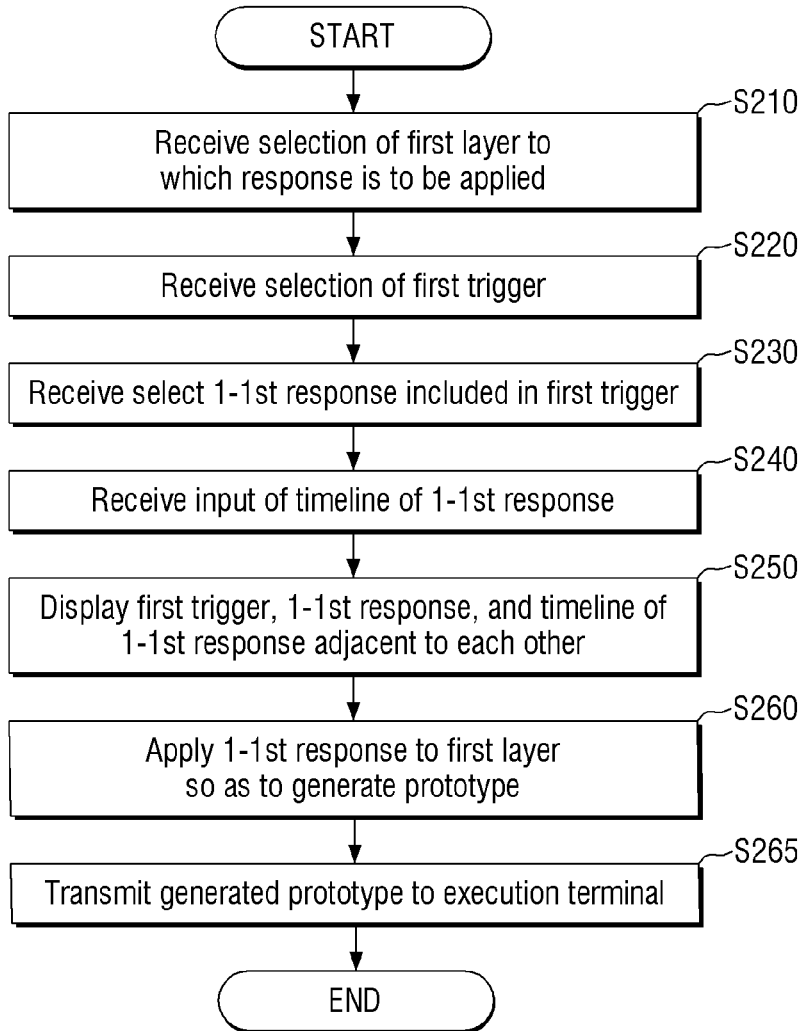 START
S210
Receive selection of first layer to
which response is to be applied
S220
Receive selection of first trigger
S230
Receive select 1-1st response included in first trigger
S240
Receive input of timeline of 1-1st response
S250
Display first trigger, 1-1st response, and timeline of
1-1st response adjacent to each other
S260
Apply 1-1st response to first layer
so as to generate prototype
S265
Transmit generated prototype to execution terminal
END